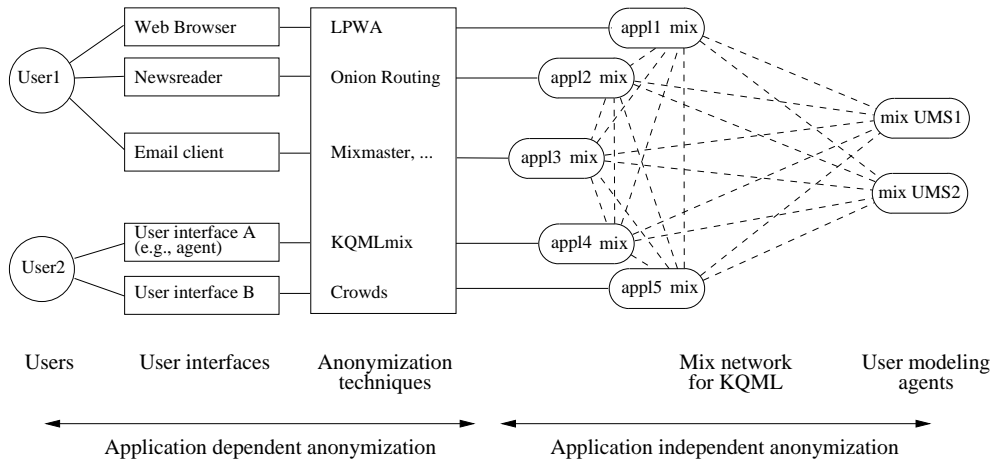 Web Browser
LPWA
appl1 mix
User1
Newsreader
Onion Routing
appl2 mix
mix UMS1
Email client
Mixmaster, ...
appl3 mix
mix UMS2
User interface A
(e.g., agent)
KQMLmix
appl4 mix
User2
User interface B
Crowds
appl5 mix
Users
User interfaces
Anonymization
techniques
Mix network
for KQML
User modeling
agents
Application dependent anonymization
Application independent anonymization